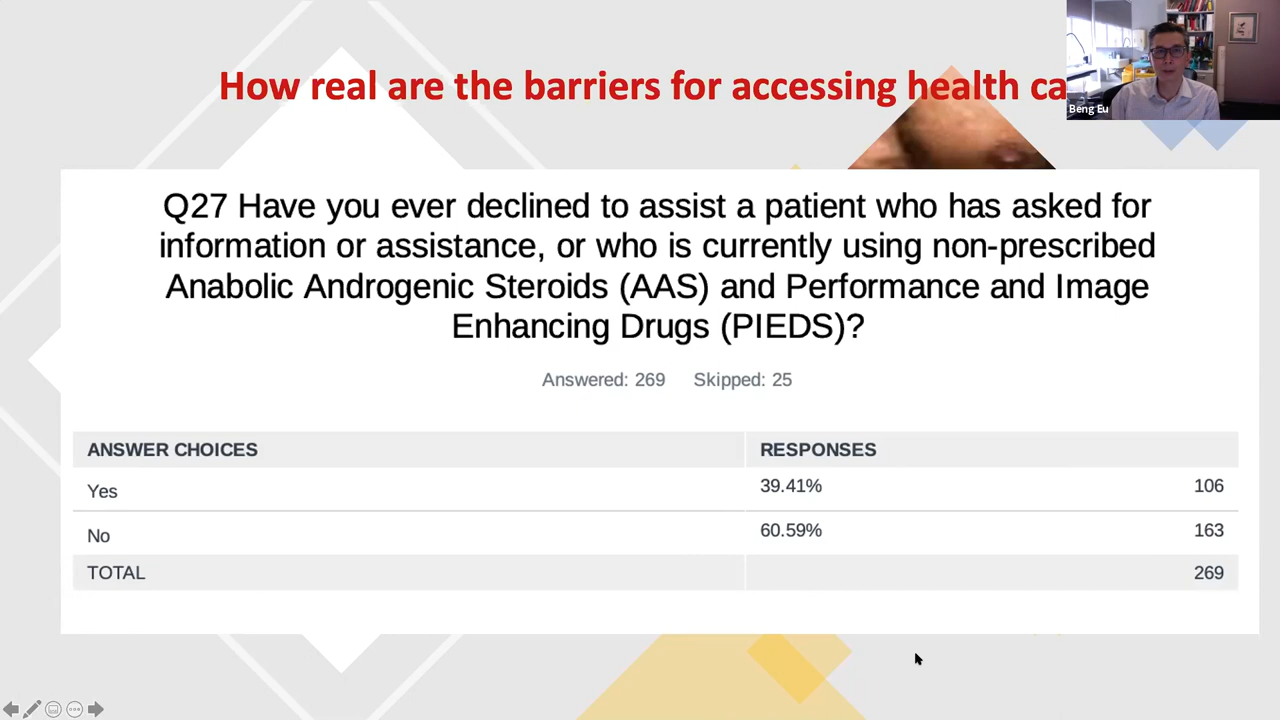 How real are the barriers for accessing health ca
Beng Eu
Q27 Have you ever declined to assist a patient who has asked for
information or assistance, or who is currently using non-prescribed
Anabolic Androgenic Steroids (AAS) and Performance and Image
Enhancing Drugs (PIEDS)?
Answered: 269 Skipped: 25
ANSWER CHOICES RESPONSES
Yes 39.41% 106
No 60.59% 163
TOTAL 269